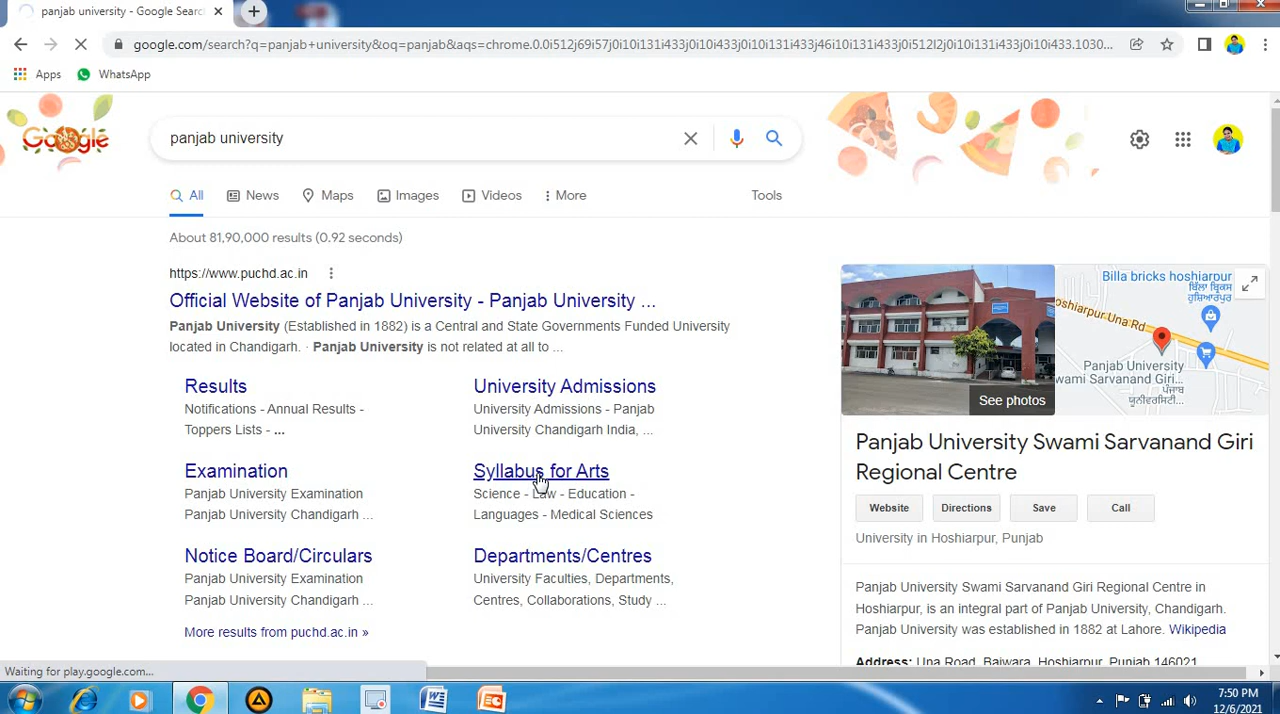 panjab university - Google Searc
google.com/search?q=panjab+university&oq=panjab&aqs=chrome.0.0i512j69i57j0i10i131i433j0i10i433j0i10i131i433j46i10i131i433j0i512l2j0i10i131i433j0i10i433.1030...
Apps WhatsApp
Google
panjab university
All News Maps Images Videos More Tools
About 81,90,000 results (0.92 seconds)
https://www.puchd.ac.in
Official Website of Panjab University - Panjab University ...
Panjab University (Established in 1882) is a Central and State Governments Funded University
located in Chandigarh. · Panjab University is not related at all to ...
Results
Notifications - Annual Results -
Toppers Lists - ...
University Admissions
University Admissions - Panjab
University Chandigarh India, ...
Examination
Panjab University Examination
Panjab University Chandigarh ...
Syllabus for Arts
Science - Law - Education -
Languages - Medical Sciences
Notice Board/Circulars
Panjab University Examination
Panjab University Chandigarh ...
Departments/Centres
University Faculties, Departments,
Centres, Collaborations, Study ...
More results from puchd.ac.in »
See photos
Billa bricks hoshiarpur
ਬਿੱਲਾ ਬ੍ਰਿਕਸ
ਹੁਸ਼ਿਆਰਪੁਰ
Hoshiarpur Una Rd
Panjab University
Swami Sarvanand Giri...
ਪੰਜਾਬ
ਯੂਨੀਵਰਸਿਟੀ...
Panjab University Swami Sarvanand Giri
Regional Centre
Website Directions Save Call
University in Hoshiarpur, Punjab
Panjab University Swami Sarvanand Giri Regional Centre in
Hoshiarpur, is an integral part of Panjab University, Chandigarh.
Panjab University was established in 1882 at Lahore. Wikipedia
Address: Una Road, Bajwara, Hoshiarpur, Punjab 146021
Waiting for play.google.com...
7:50 PM
12/6/2021